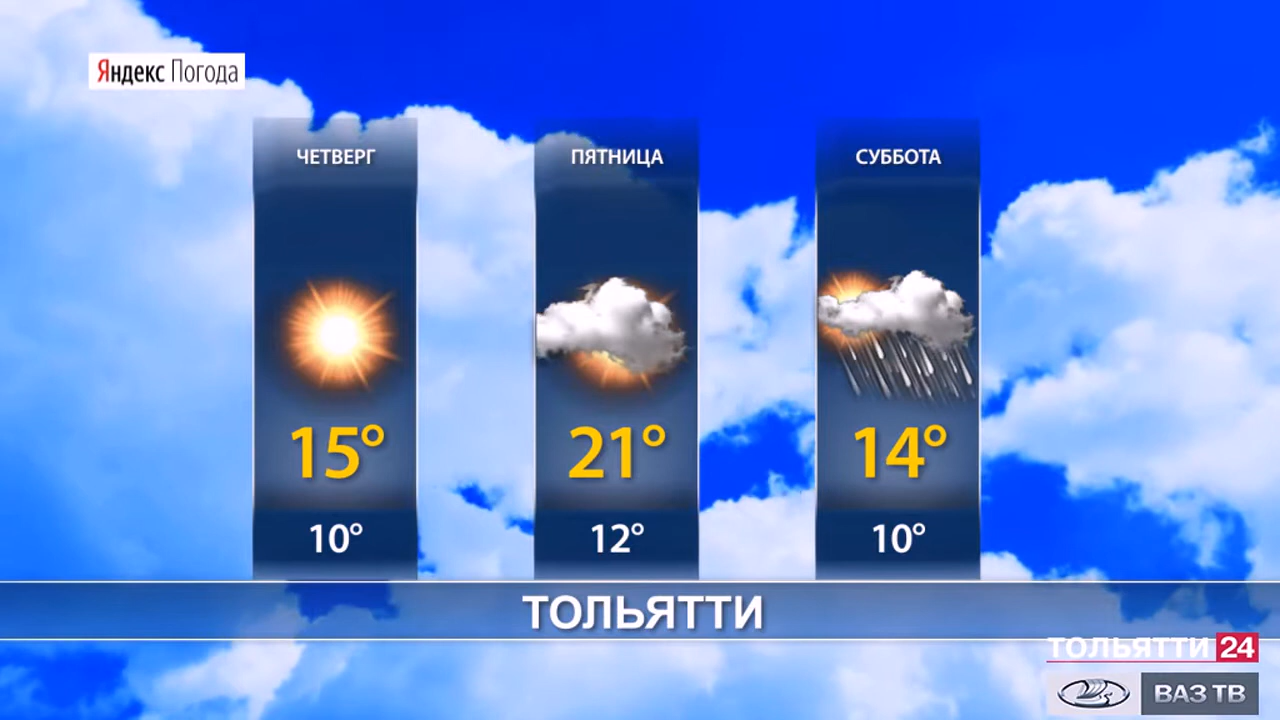 Яндекс Погода
ЧЕТВЕРГ
15°
10°
ПЯТНИЦА
21°
12°
СУББОТА
14°
10°
ТОЛЬЯТТИ
ТОЛЬЯТТИ 24
ВАЗ ТВ